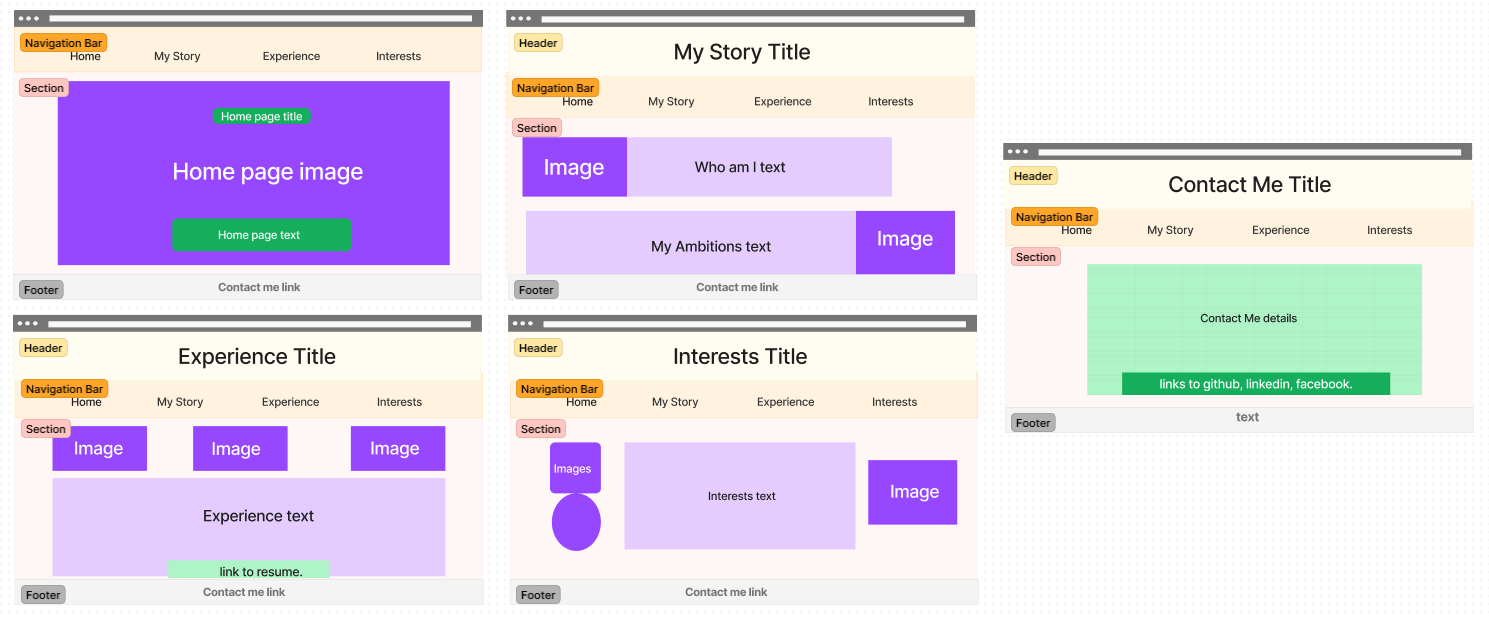 Navigation Bar
Home My Story Experience Interests
Section
Home page title
Home page image
Home page text
Footer
Contact me link
Header
My Story Title
Navigation Bar
Home My Story Experience Interests
Section
Image
Who am I text
My Ambitions text
Image
Footer
Contact me link
Header
Experience Title
Navigation Bar
Home My Story Experience Interests
Section
Image Image Image
Experience text
link to resume.
Footer
Contact me link
Header
Interests Title
Navigation Bar
Home My Story Experience Interests
Section
Images
Interests text
Image
Footer
Contact me link
Header
Contact Me Title
Navigation Bar
Home My Story Experience Interests
Section
Contact Me details
links to github, linkedin, facebook.
Footer
text